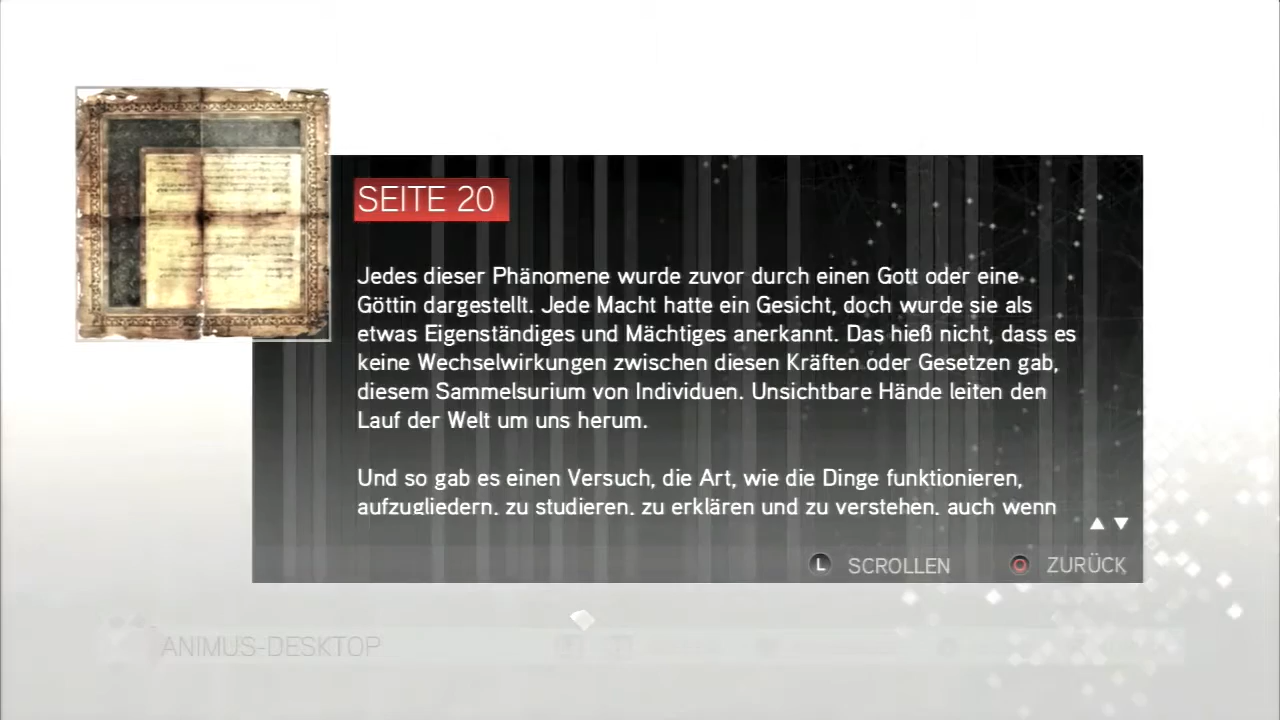 SEITE 20
Jedes dieser Phänomene wurde zuvor durch einen Gott oder eine
Göttin dargestellt. Jede Macht hatte ein Gesicht, doch wurde sie als
etwas Eigenständiges und Mächtiges anerkannt. Das hieß nicht, dass es
keine Wechselwirkungen zwischen diesen Kräften oder Gesetzen gab,
diesem Sammelsurium von Individuen. Unsichtbare Hände leiten den
Lauf der Welt um uns herum.
Und so gab es einen Versuch, die Art, wie die Dinge funktionieren,
aufzugliedern, zu studieren, zu erklären und zu verstehen, auch wenn
L SCROLLEN
ZURÜCK
ANIMUS-DESKTOP